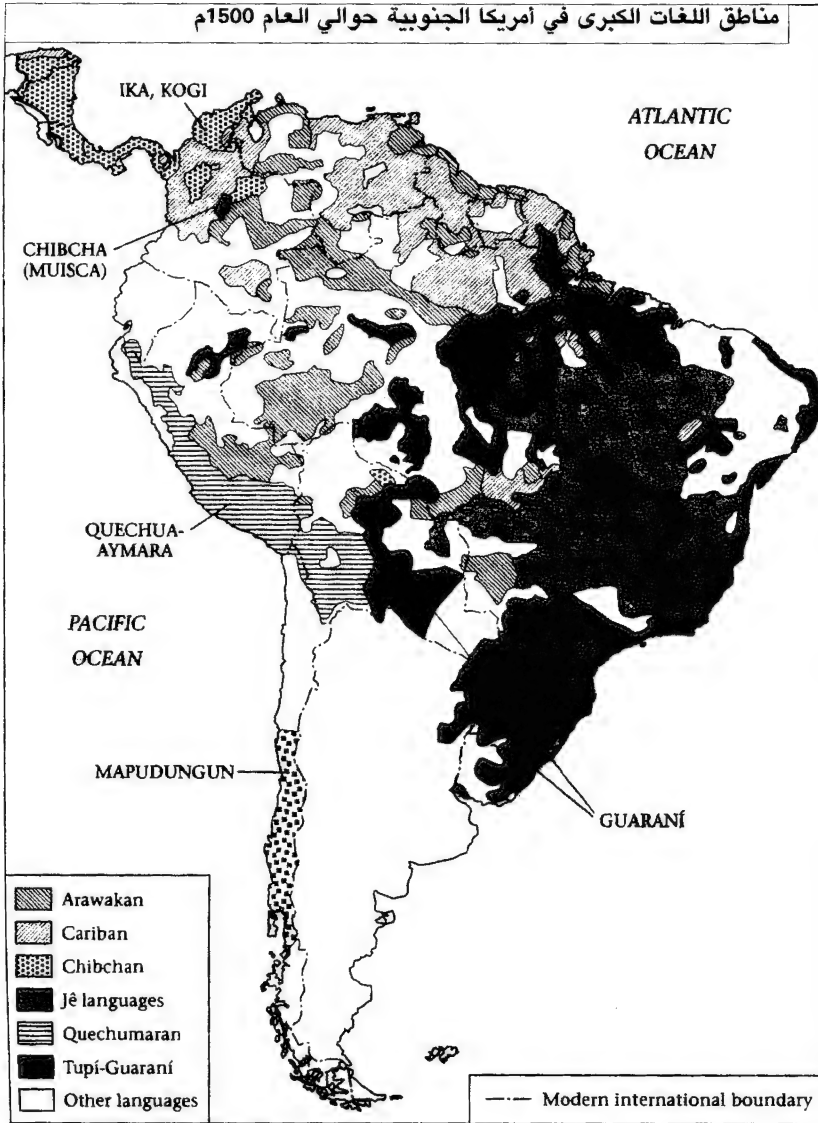 مناطق اللغات الكبرى في أمريكا الجنوبية حوالي العام 1500م
IKA, KOGI
ATLANTIC
OCEAN
CHIBCHA
(MUISCA)
QUECHUA-
AYMARA
PACIFIC
OCEAN
MAPUDUNGUN
GUARANÍ
Arawakan
Cariban
Chibchan
Jê languages
Quechumaran
Tupí-Guaraní
Other languages
Modern international boundary